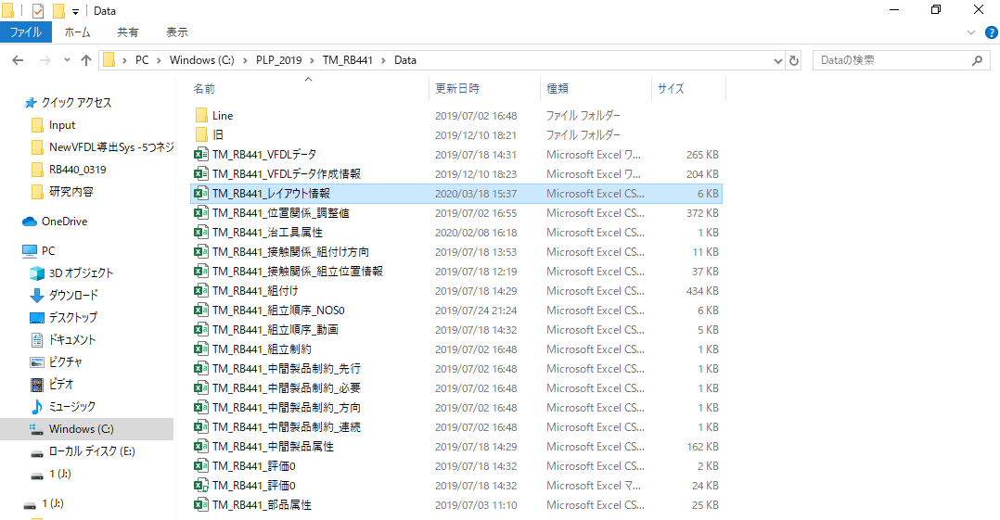 Data
ファイル ホーム 共有 表示
PC Windows (C:) PLP_2019 TM_RB441 Data Dataの検索
名前 更新日時 種類 サイズ
クイック アクセス
Input
NewVFDL導出Sys -5つネジ
RB440_0319
研究内容
OneDrive
PC
3D オブジェクト
ダウンロード
デスクトップ
ドキュメント
ピクチャ
ビデオ
ミュージック
Windows (C:)
ローカル ディスク (E:)
1 (J:)
1 (J:)
Line 2019/07/02 16:48 ファイル フォルダー
旧 2019/12/10 18:21 ファイル フォルダー
TM_RB441_VFDLデータ 2019/07/18 14:31 Microsoft Excel ワ... 265 KB
TM_RB441_VFDLデータ作成情報 2019/12/10 18:23 Microsoft Excel ワ... 204 KB
TM_RB441_レイアウト情報 2020/03/18 15:37 Microsoft Excel CS... 6 KB
TM_RB441_位置関係_調整値 2019/07/02 16:55 Microsoft Excel CS... 372 KB
TM_RB441_治工具属性 2020/02/08 16:18 Microsoft Excel CS... 1 KB
TM_RB441_接触関係_組付け方向 2019/07/18 13:53 Microsoft Excel CS... 11 KB
TM_RB441_接触関係_組立位置情報 2019/07/18 12:19 Microsoft Excel CS... 37 KB
TM_RB441_組付け 2019/07/18 14:29 Microsoft Excel CS... 434 KB
TM_RB441_組立順序_NOS0 2019/07/24 21:24 Microsoft Excel CS... 6 KB
TM_RB441_組立順序_動画 2019/07/18 14:32 Microsoft Excel CS... 5 KB
TM_RB441_組立制約 2019/07/02 16:48 Microsoft Excel CS... 1 KB
TM_RB441_中間製品制約_先行 2019/07/02 16:48 Microsoft Excel CS... 1 KB
TM_RB441_中間製品制約_必要 2019/07/02 16:48 Microsoft Excel CS... 1 KB
TM_RB441_中間製品制約_方向 2019/07/02 16:48 Microsoft Excel CS... 1 KB
TM_RB441_中間製品制約_連続 2019/07/02 16:48 Microsoft Excel CS... 1 KB
TM_RB441_中間製品属性 2019/07/18 14:29 Microsoft Excel CS... 162 KB
TM_RB441_評価0 2019/07/18 14:32 Microsoft Excel CS... 2 KB
TM_RB441_評価0 2019/07/18 14:32 Microsoft Excel マ... 24 KB
TM_RB441_部品属性 2019/07/03 11:10 Microsoft Excel CS... 25 KB